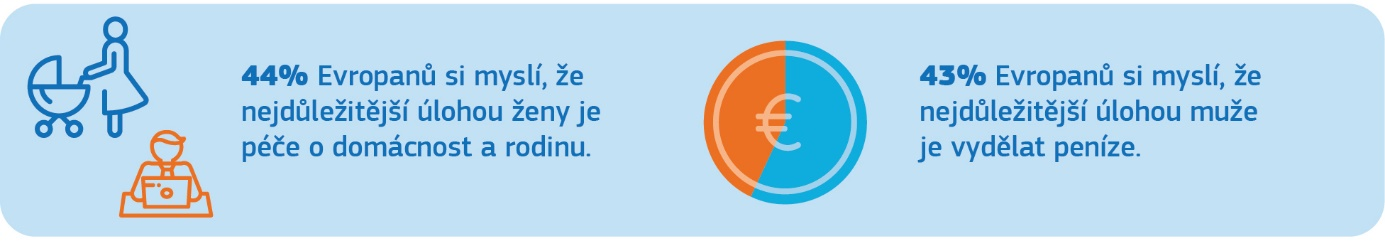 44% Evropanů si myslí, že
nejdůležitější úlohou ženy je
péče o domácnost a rodinu.
€
43% Evropanů si myslí, že
nejdůležitější úlohou muže
je vydělat peníze.